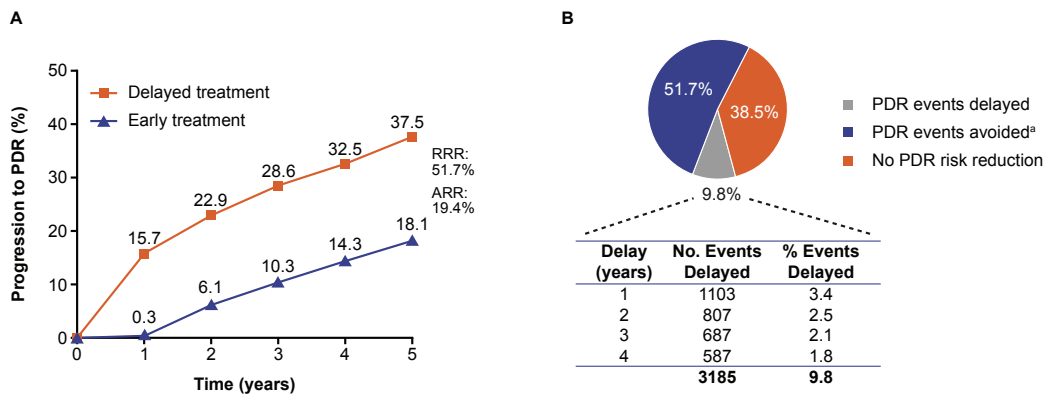 A
Progression to PDR (%)
50
40
30
20
10
0
Delayed treatment
Early treatment
15.7
22.9
28.6
32.5
37.5
0.3
6.1
10.3
14.3
18.1
RRR:
51.7%
ARR:
19.4%
0 1 2 3 4 5
Time (years)
B
51.7%
38.5%
9.8%
PDR events delayed
PDR events avoidedᵃ
No PDR risk reduction
Delay No. Events % Events
(years) Delayed Delayed
1 1103 3.4
2 807 2.5
3 687 2.1
4 587 1.8
3185 9.8